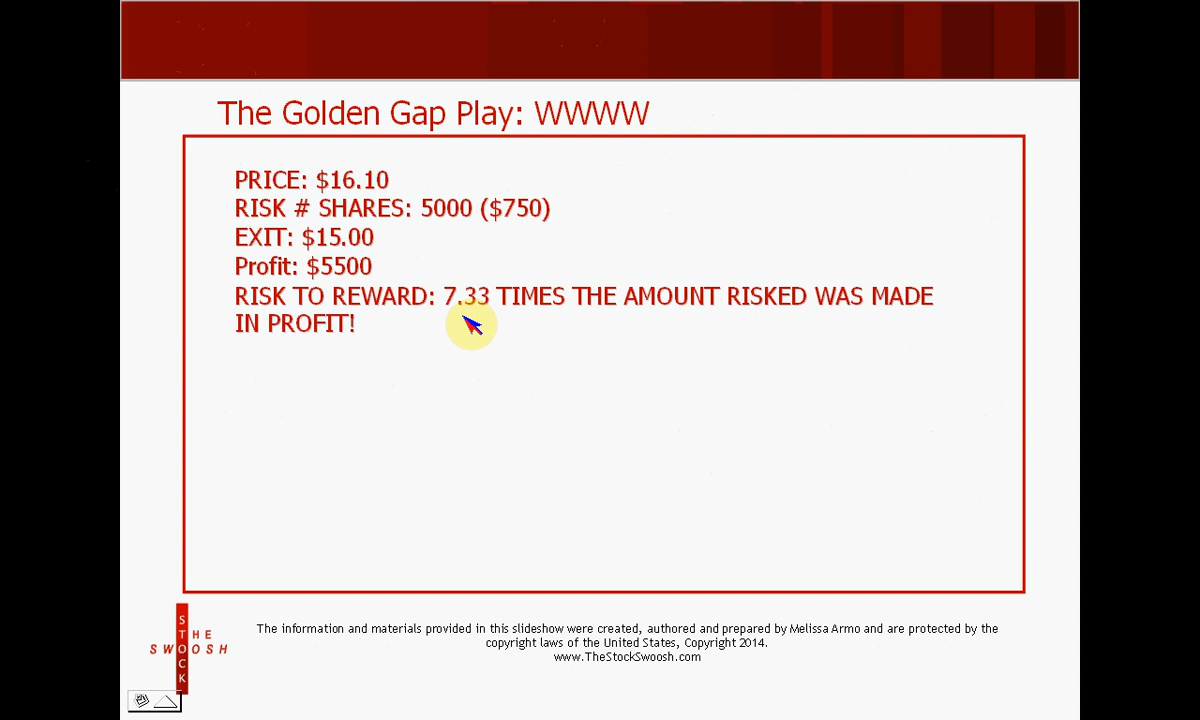 The Golden Gap Play: WWWW
PRICE: $16.10
RISK # SHARES: 5000 ($750)
EXIT: $15.00
Profit: $5500
RISK TO REWARD: 7.33 TIMES THE AMOUNT RISKED WAS MADE
IN PROFIT!
THE
STOCK
SWOOSH
The information and materials provided in this slideshow were created, authored and prepared by Melissa Armo and are protected by the
copyright laws of the United States, Copyright 2014.
www.TheStockSwoosh.com